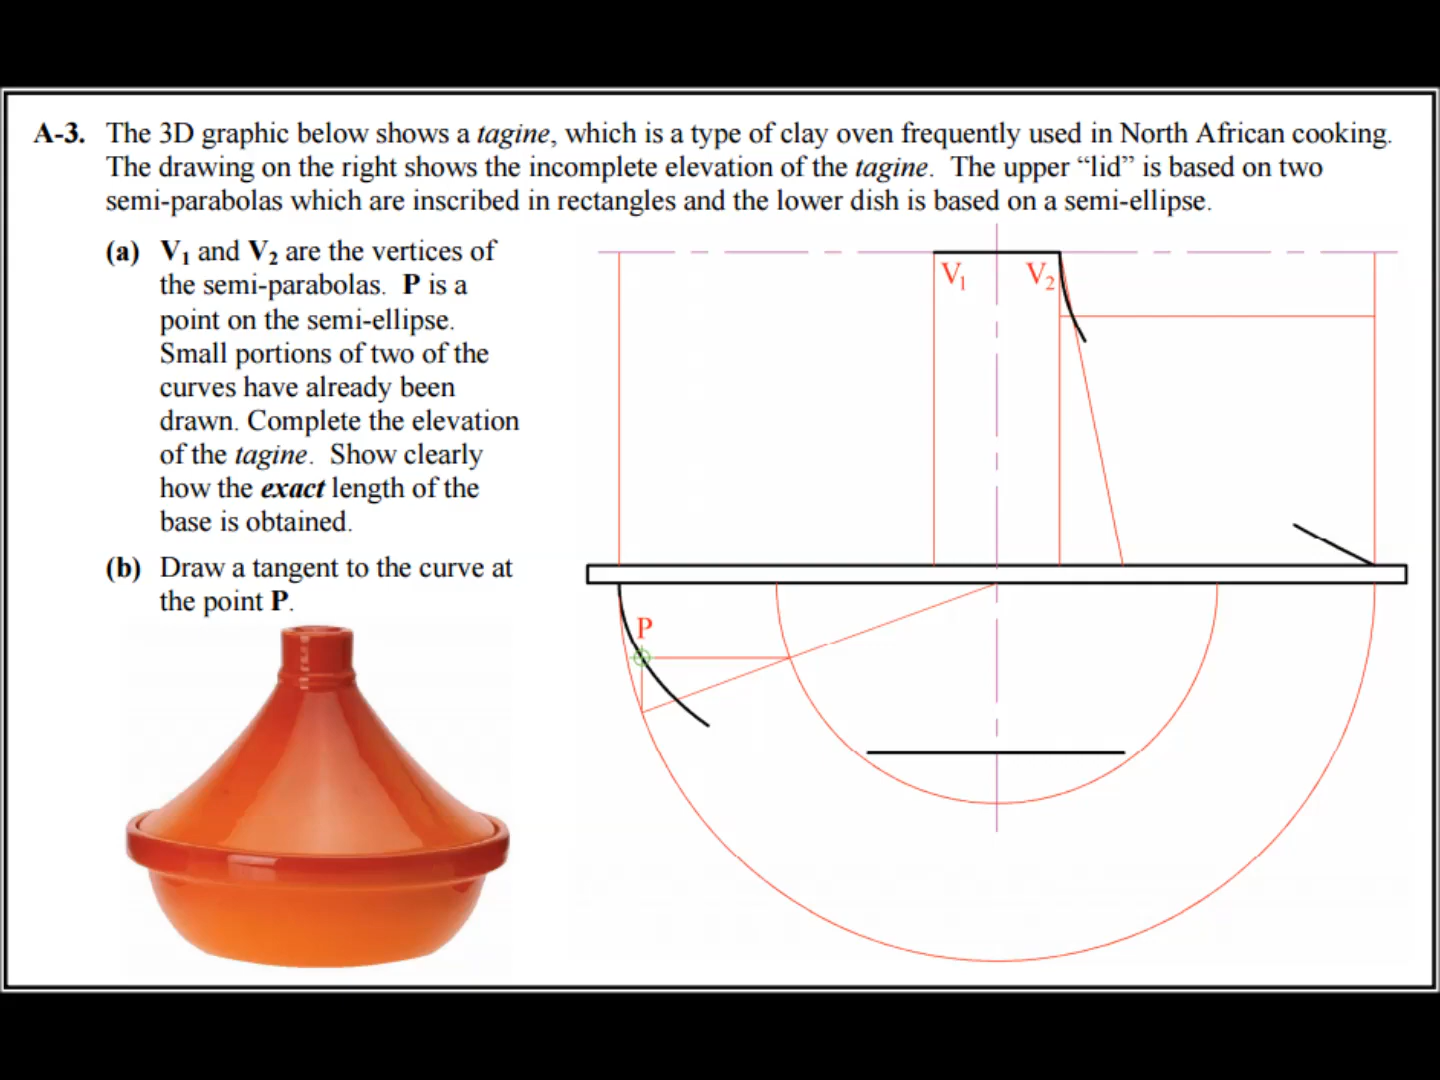 A-3. The 3D graphic below shows a tagine, which is a type of clay oven frequently used in North African cooking.
The drawing on the right shows the incomplete elevation of the tagine. The upper “lid” is based on two
semi-parabolas which are inscribed in rectangles and the lower dish is based on a semi-ellipse.
(a) V1 and V2 are the vertices of
the semi-parabolas. P is a
point on the semi-ellipse.
Small portions of two of the
curves have already been
drawn. Complete the elevation
of the tagine. Show clearly
how the exact length of the
base is obtained.
(b) Draw a tangent to the curve at
the point P.
V1 V2
P